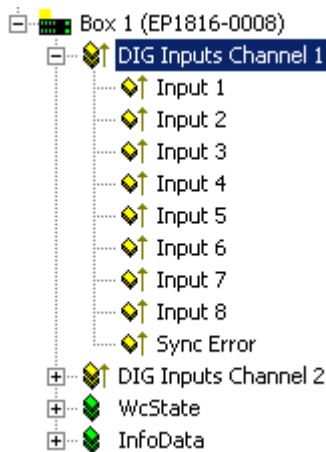 Box 1 (EP1816-0008)
DIG Inputs Channel 1
Input 1
Input 2
Input 3
Input 4
Input 5
Input 6
Input 7
Input 8
Sync Error
DIG Inputs Channel 2
WcState
InfoData